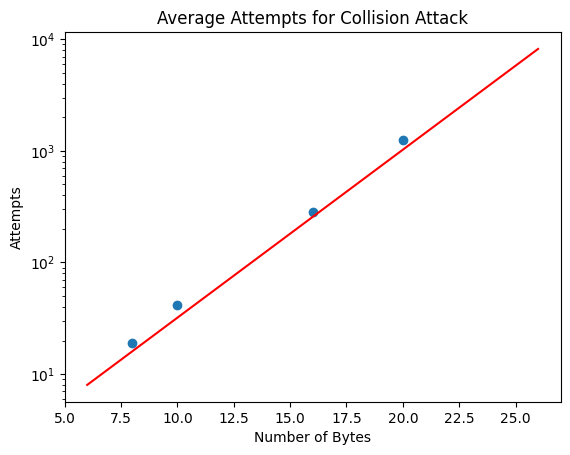 Average Attempts for Collision Attack
10^4
10^3
10^2
10^1
Attempts
5.0 7.5 10.0 12.5 15.0 17.5 20.0 22.5 25.0
Number of Bytes